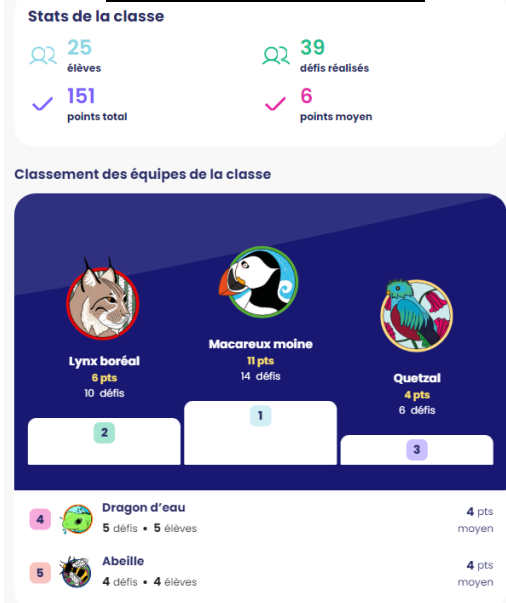 Stats de la classe
25
élèves
39
défis réalisés
151
points total
6
points moyen
Classement des équipes de la classe
Lynx boréal
6 pts
10 défis
2
Macareux moine
11 pts
14 défis
1
Quetzal
4 pts
6 défis
3
4
Dragon d'eau
5 défis • 5 élèves
4 pts
moyen
5
Abeille
4 défis • 4 élèves
4 pts
moyen